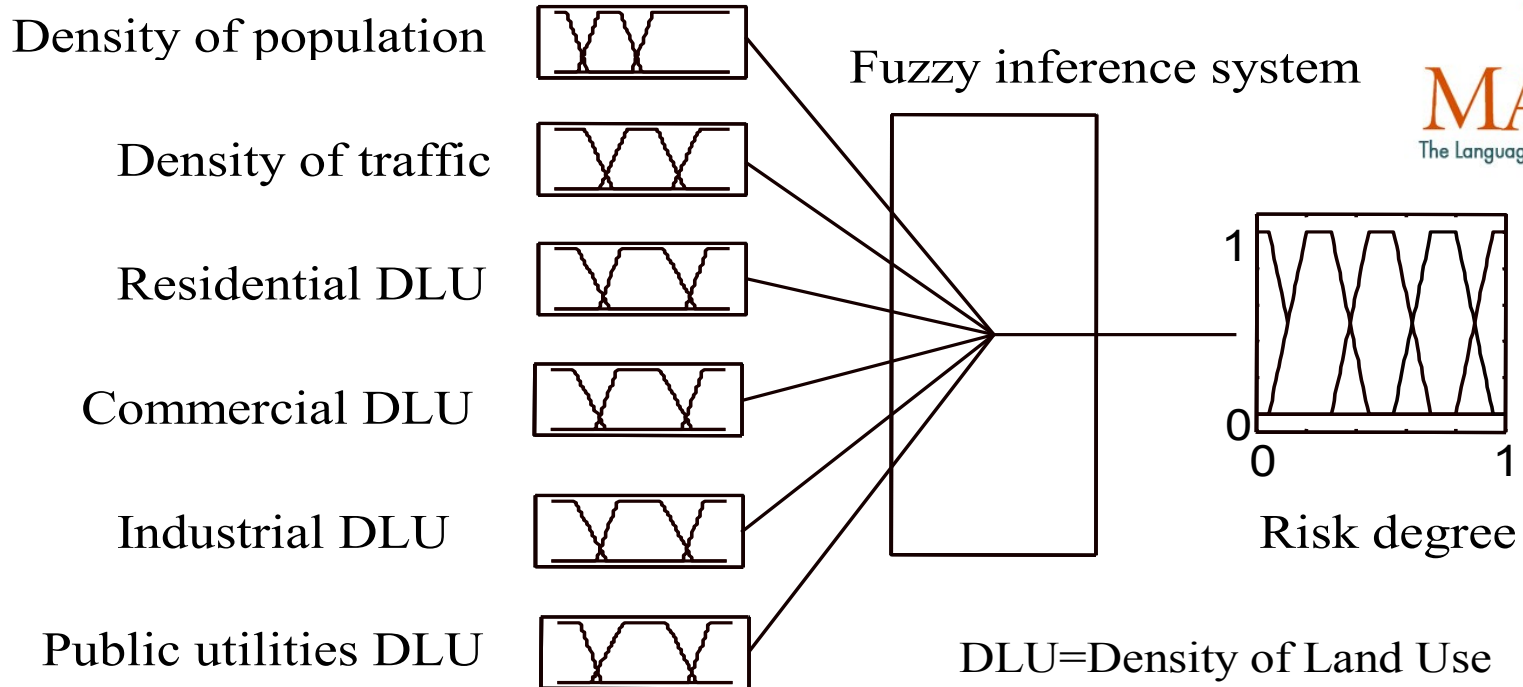 Density of population
Fuzzy inference system
The
Density of traffic
Residential DLU
1
Commercial DLU
0
0 1
Industrial DLU
Risk degree
Public utilities DLU
DLU=Density of Land Use